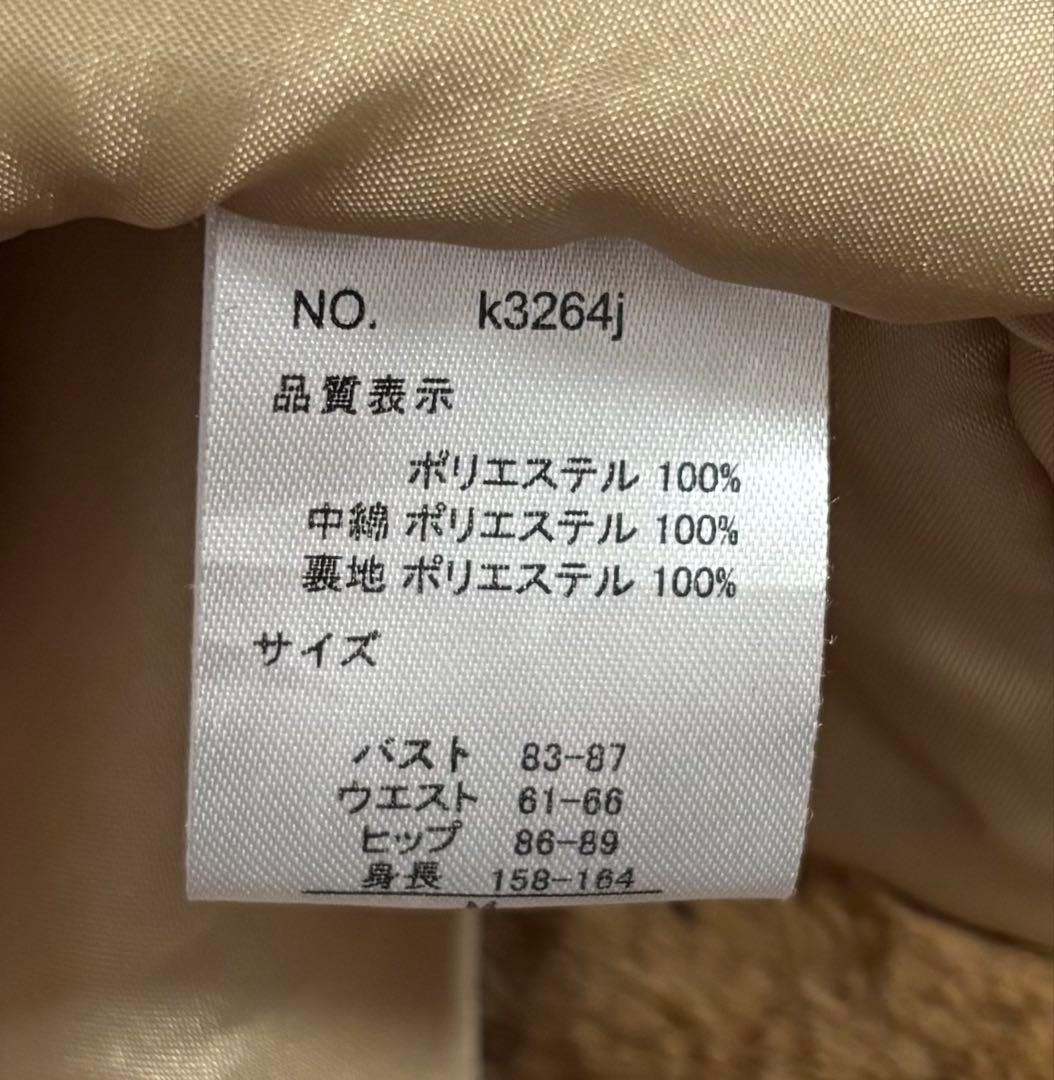 NO. k3264j
品質表示
ポリエステル 100%
中綿 ポリエステル 100%
裏地 ポリエステル 100%
サイズ
バスト 83-87
ウエスト 61-66
ヒップ 86-89
身長 158-164